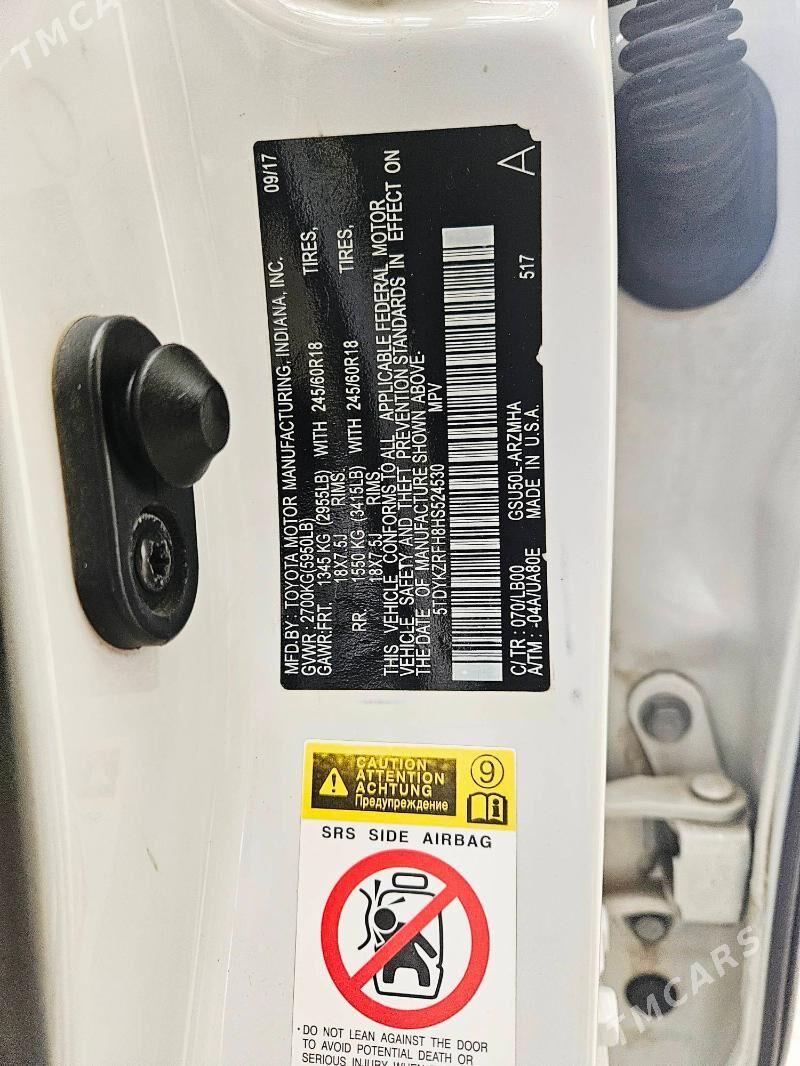 TMCARS
MFD.BY: TOYOTA MOTOR MANUFACTURING, INDIANA, INC. 09/17
GVWR: 2700KG(5950LB)
GAWR:FRT. 1345 KG (2955LB) WITH 245/60R18 TIRES,
18X7.5J RIMS,
RR. 1550 KG (3415LB) WITH 245/60R18 TIRES,
18X7.5J RIMS,
THIS VEHICLE CONFORMS TO ALL APPLICABLE FEDERAL MOTOR
VEHICLE SAFETY AND THEFT PREVENTION STANDARDS IN EFFECT ON
THE DATE OF MANUFACTURE SHOWN ABOVE.
5TDYKZRFH8HS524530 MPV
C/TR: 070/LB00 GSU50L-ARZMHA 517
A/TM: -04A/UA80E MADE IN U.S.A. A
CAUTION
ATTENTION
ACHTUNG
Предупреждение
9
i
SRS SIDE AIRBAG
·DO NOT LEAN AGAINST THE DOOR
TO AVOID POTENTIAL DEATH OR
TMCARS